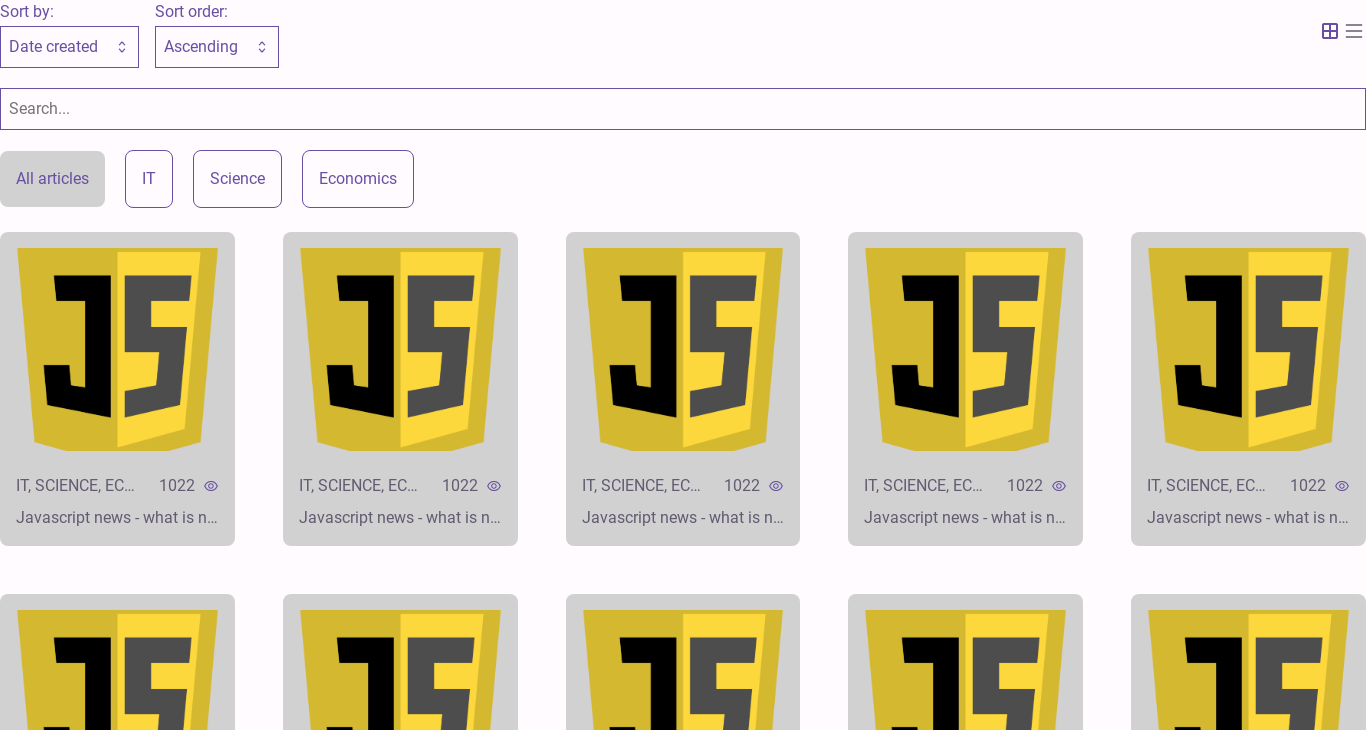 Sort by: Sort order:
Date created Ascending
Search...
All articles IT Science Economics
JS JS JS JS JS
IT, SCIENCE, EC... 1022 IT, SCIENCE, EC... 1022 IT, SCIENCE, EC... 1022 IT, SCIENCE, EC... 1022 IT, SCIENCE, EC... 1022
Javascript news - what is n... Javascript news - what is n... Javascript news - what is n... Javascript news - what is n... Javascript news - what is n...
JS JS JS JS JS